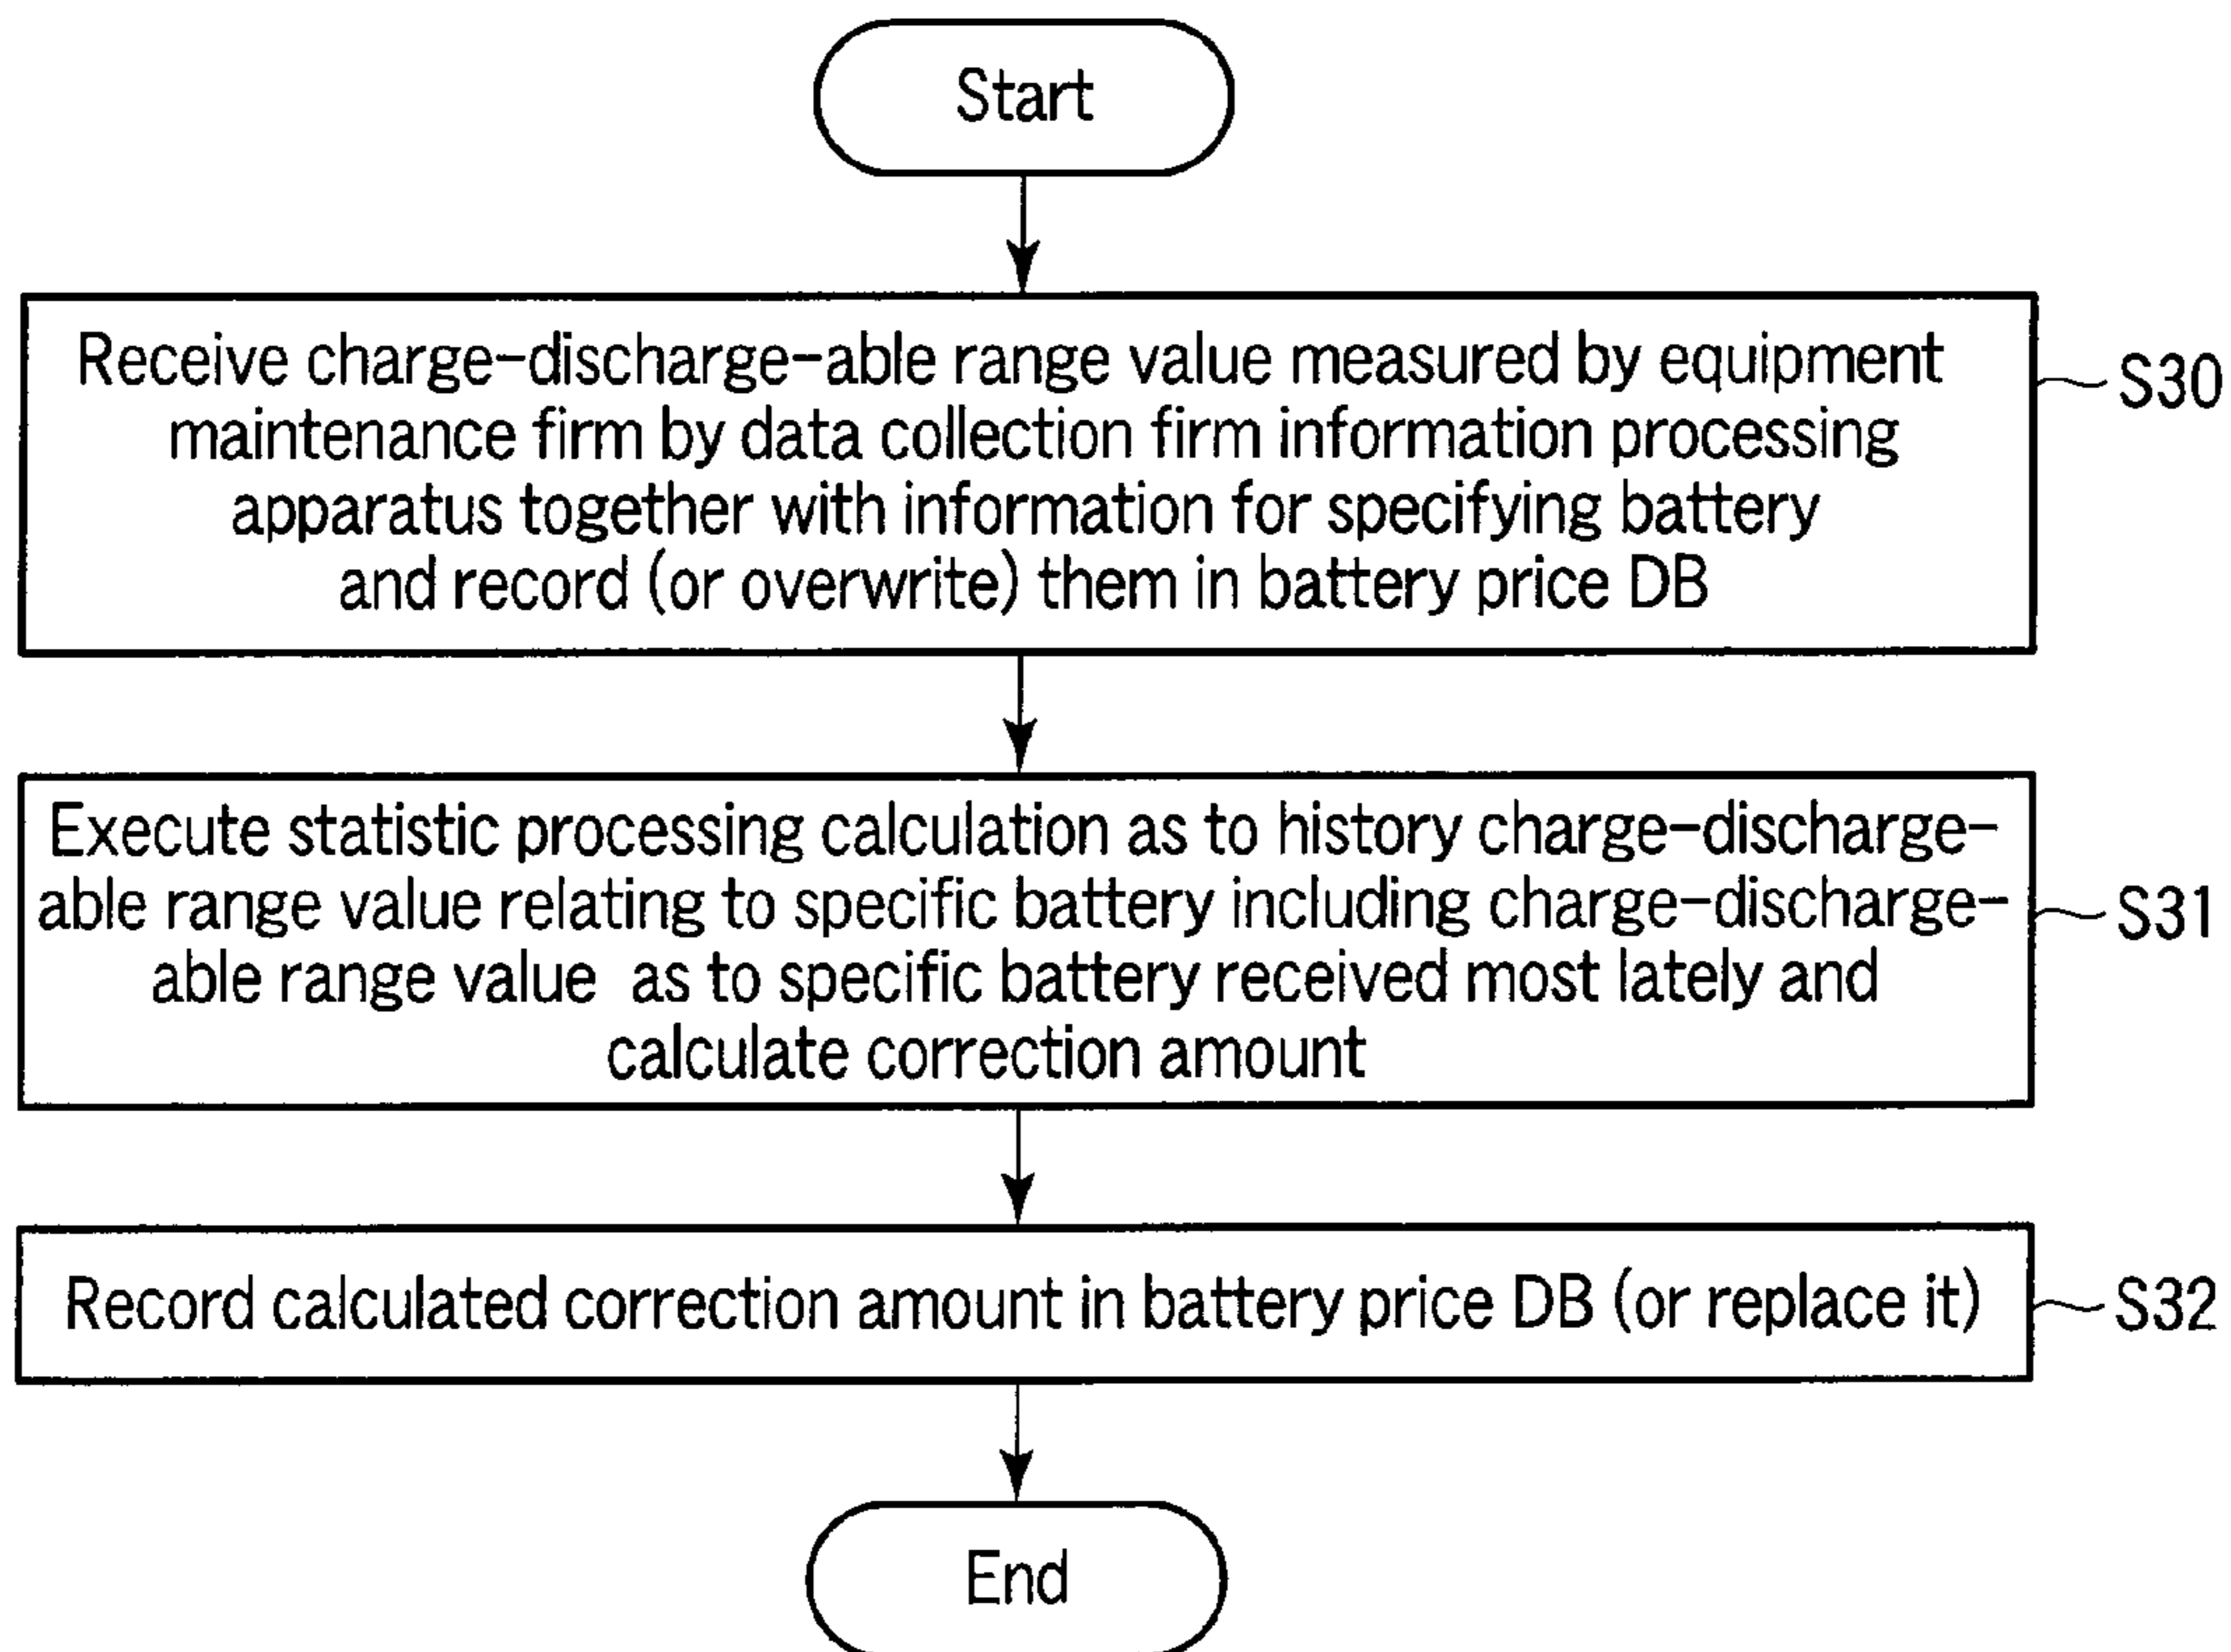 Start
Receive charge-discharge-able range value measured by equipment
maintenance firm by data collection firm information processing
apparatus together with information for specifying battery
and record (or overwrite) them in battery price DB
S30
Execute statistic processing calculation as to history charge-discharge-
able range value relating to specific battery including charge-discharge-
able range value as to specific battery received most lately and
calculate correction amount
S31
Record calculated correction amount in battery price DB (or replace it)
S32
End